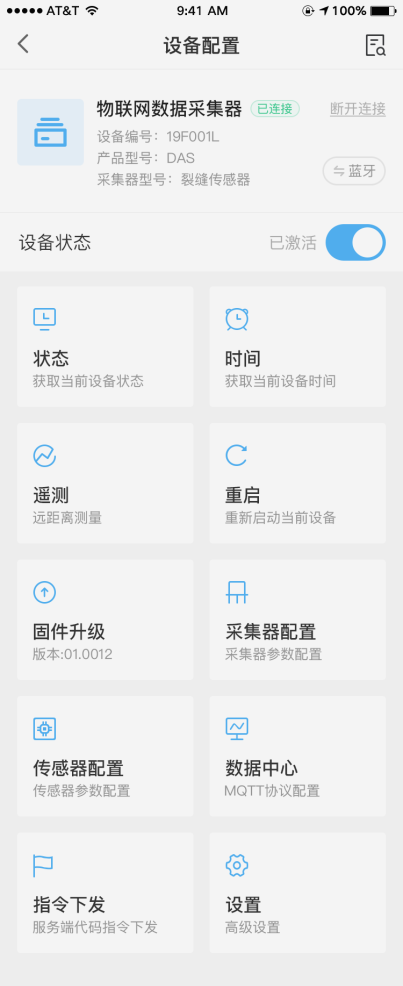 AT&T 9:41 AM 100%
设备配置
物联网数据采集器 已连接 断开连接
设备编号：19F001L
产品型号：DAS
采集器型号：裂缝传感器 蓝牙
设备状态 已激活
状态
获取当前设备状态
时间
获取当前设备时间
遥测
远距离测量
重启
重新启动当前设备
固件升级
版本:01.0012
采集器配置
采集器参数配置
传感器配置
传感器参数配置
数据中心
MQTT协议配置
指令下发
服务端代码指令下发
设置
高级设置